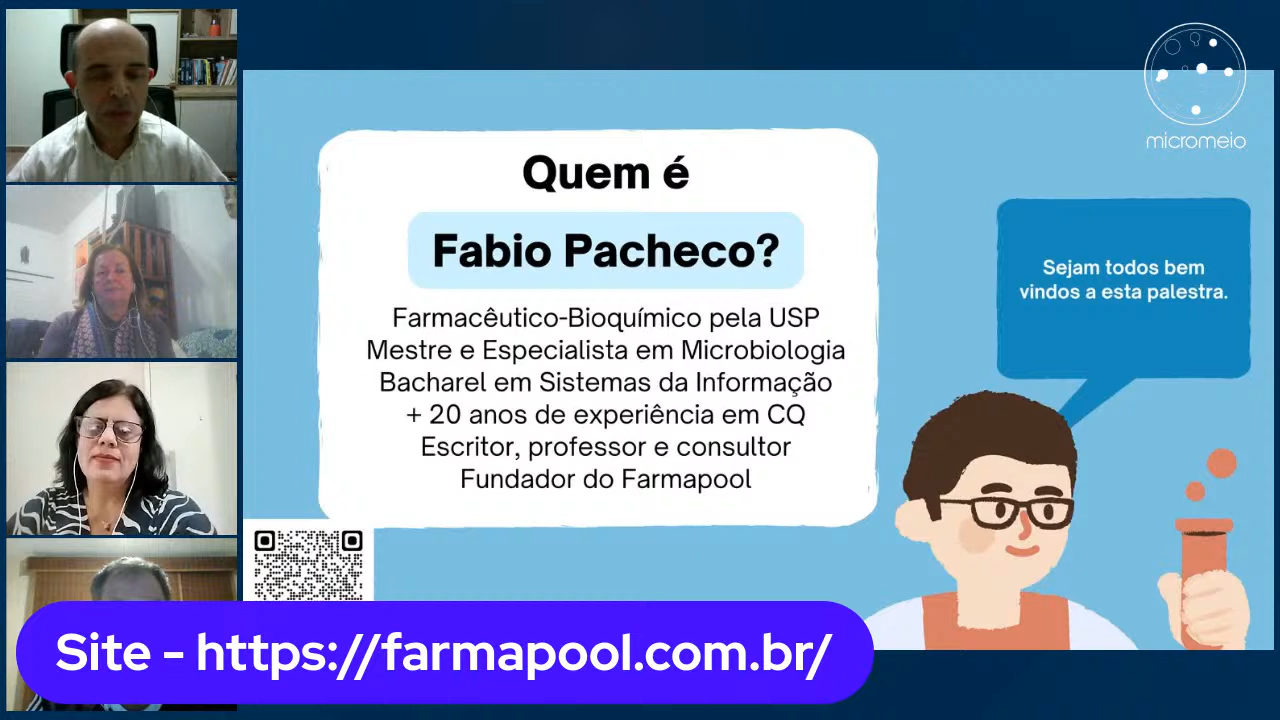 micromeio
Quem é
Fabio Pacheco?
Farmacêutico-Bioquímico pela USP
Mestre e Especialista em Microbiologia
Bacharel em Sistemas da Informação
+ 20 anos de experiência em CQ
Escritor, professor e consultor
Fundador do Farmapool
Sejam todos bem
vindos a esta palestra.
Site - https://farmapool.com.br/